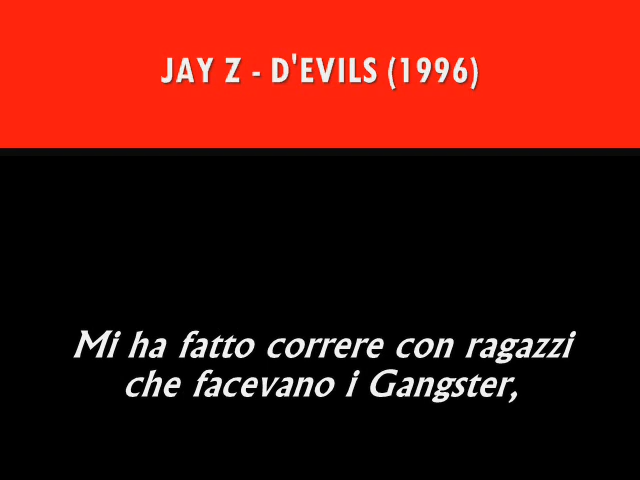 JAY Z - D'EVILS (1996)
Mi ha fatto correre con ragazzi
che facevano i Gangster,